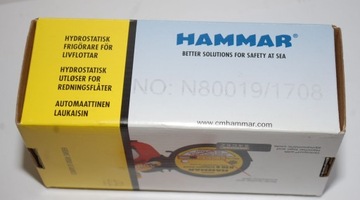 HYDROSTATISK
FRIGÖRARE FÖR
LIVFLOTTAR
HYDROSTATISK
UTLØSER FOR
REDNINGSFLÅTER
AUTOMAATTINEN
LAUKAISIN
HAMMAR®
BETTER SOLUTIONS FOR SAFETY AT SEA
NO: N80019/1708
www.cmhammar.com
HAMMAR